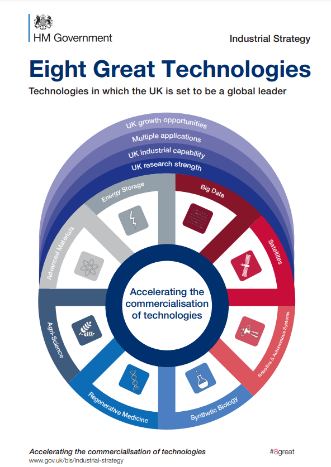 HM Government
Industrial Strategy
Eight Great Technologies
Technologies in which the UK is set to be a global leader
UK growth opportunities
Multiple applications
UK industrial capability
UK research strength
Energy Storage
Big Data
Advanced Materials
Satellites
Accelerating the
commercialisation
of technologies
Agri-Science
Robotics & Autonomous Systems
Regenerative Medicine
Synthetic Biology
Accelerating the commercialisation of technologies
#8great
www.gov.uk/bis/industrial-strategy